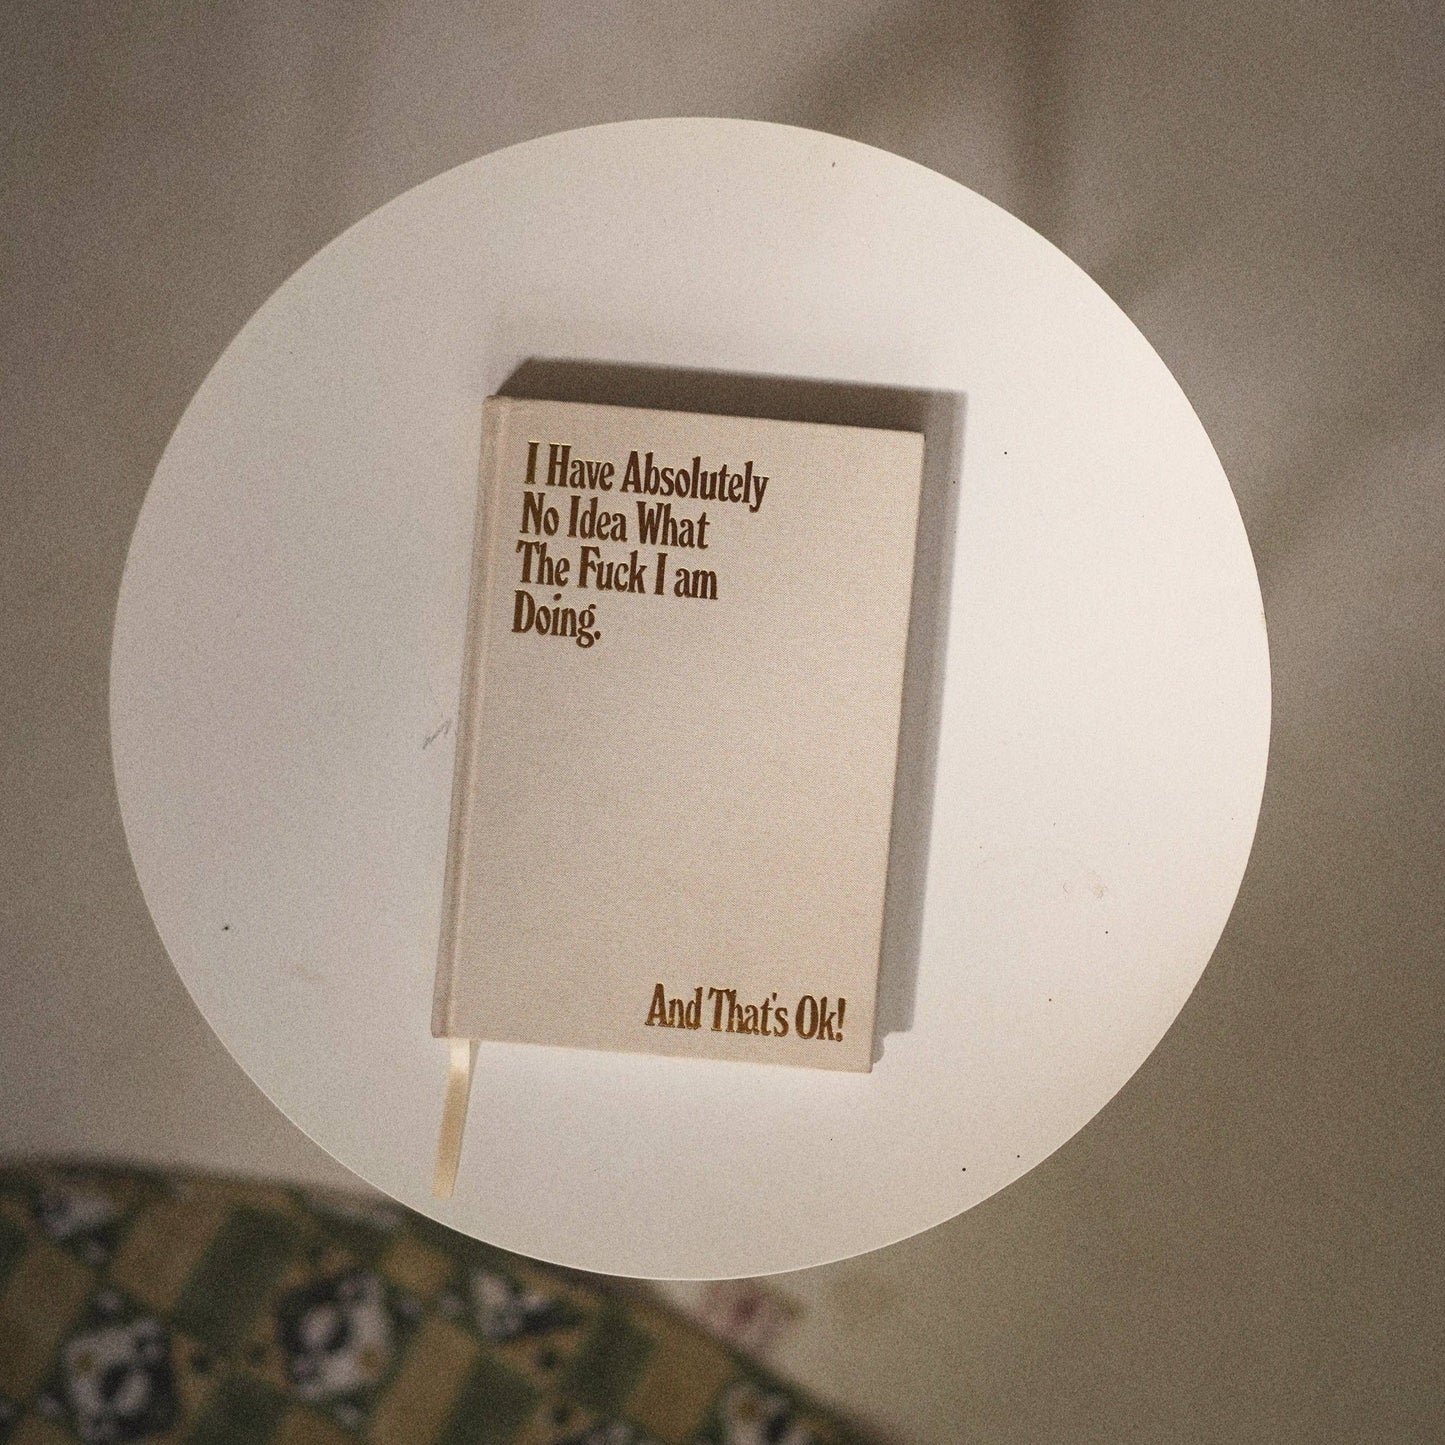 I Have Absolutely
No Idea What
The Fuck I am
Doing.
And That's Ok!